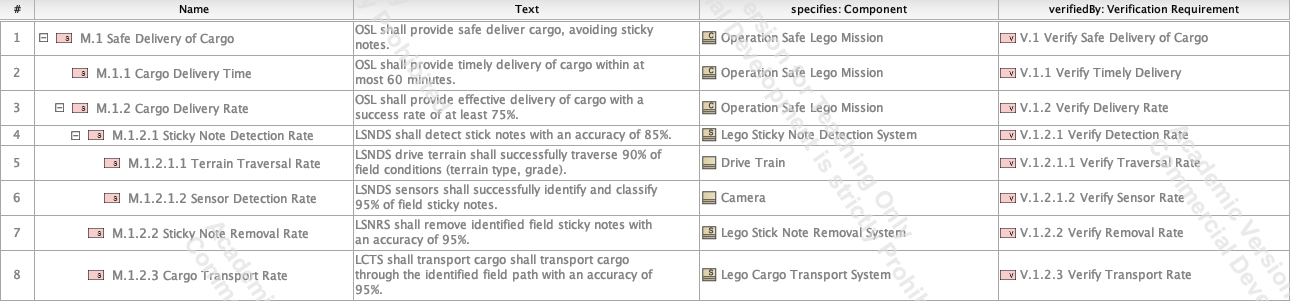 # Name Text specifies: Component verifiedBy: Verification Requirement
1 M.1 Safe Delivery of Cargo OSL shall provide safe deliver cargo, avoiding sticky Operation Safe Lego Mission V.1 Verify Safe Delivery of Cargo
notes.
2 M.1.1 Cargo Delivery Time OSL shall provide timely delivery of cargo within at Operation Safe Lego Mission V.1.1 Verify Timely Delivery
most 60 minutes.
3 M.1.2 Cargo Delivery Rate OSL shall provide effective delivery of cargo with a Operation Safe Lego Mission V.1.2 Verify Delivery Rate
success rate of at least 75%.
4 M.1.2.1 Sticky Note Detection Rate LSNDS shall detect stick notes with an accuracy of 85%. Lego Sticky Note Detection System V.1.2.1 Verify Detection Rate
5 M.1.2.1.1 Terrain Traversal Rate LSNDS drive terrain shall successfully traverse 90% of Drive Train V.1.2.1.1 Verify Traversal Rate
field conditions (terrain type, grade).
6 M.1.2.1.2 Sensor Detection Rate LSNDS sensors shall successfully identify and classify Camera V.1.2.1.2 Verify Sensor Rate
95% of field sticky notes.
7 M.1.2.2 Sticky Note Removal Rate LSNRS shall remove identified field sticky notes with Lego Stick Note Removal System V.1.2.2 Verify Removal Rate
an accuracy of 95%.
8 M.1.2.3 Cargo Transport Rate LCTS shall transport cargo shall transport cargo Lego Cargo Transport System V.1.2.3 Verify Transport Rate
through the identified field path with an accuracy of
95%.